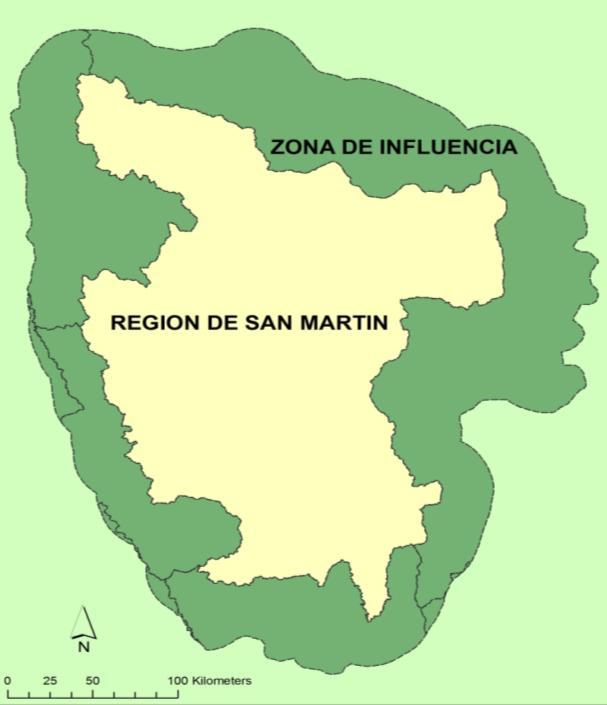 ZONA DE INFLUENCIA
REGION DE SAN MARTIN
N
0 25 50 100 Kilometers